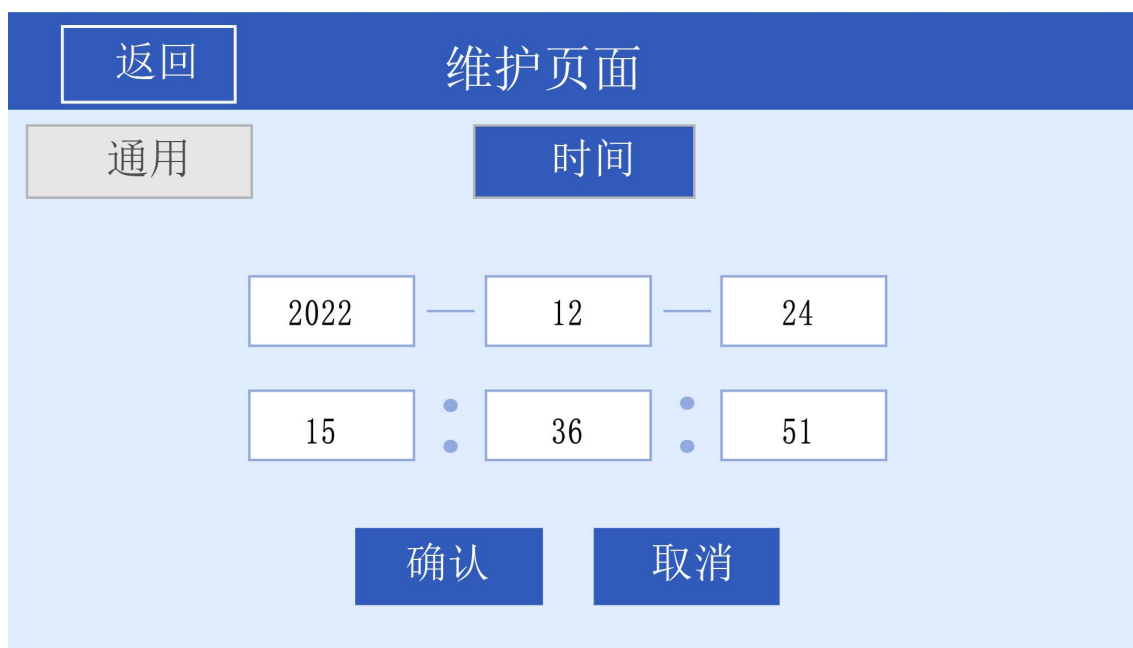 返回 维护页面
通用 时间
2022 — 12 — 24
15 : 36 : 51
确认 取消